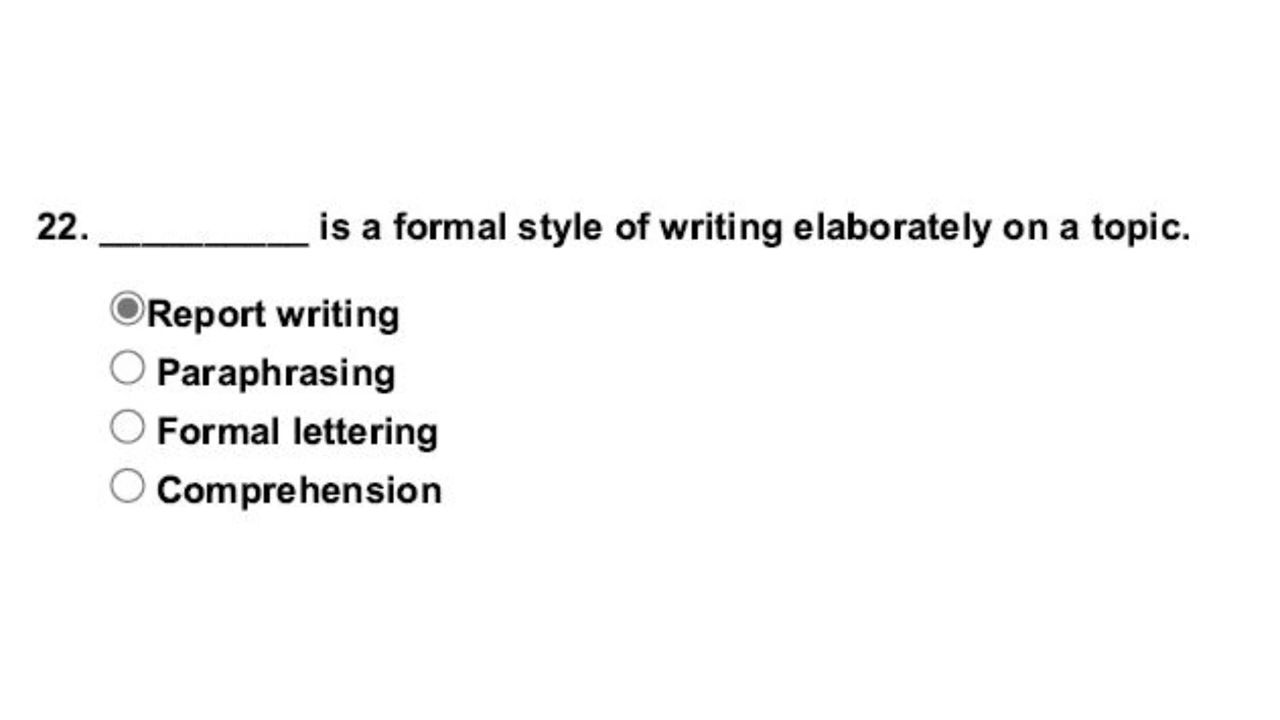 22. __________ is a formal style of writing elaborately on a topic.
Report writing
Paraphrasing
Formal lettering
Comprehension